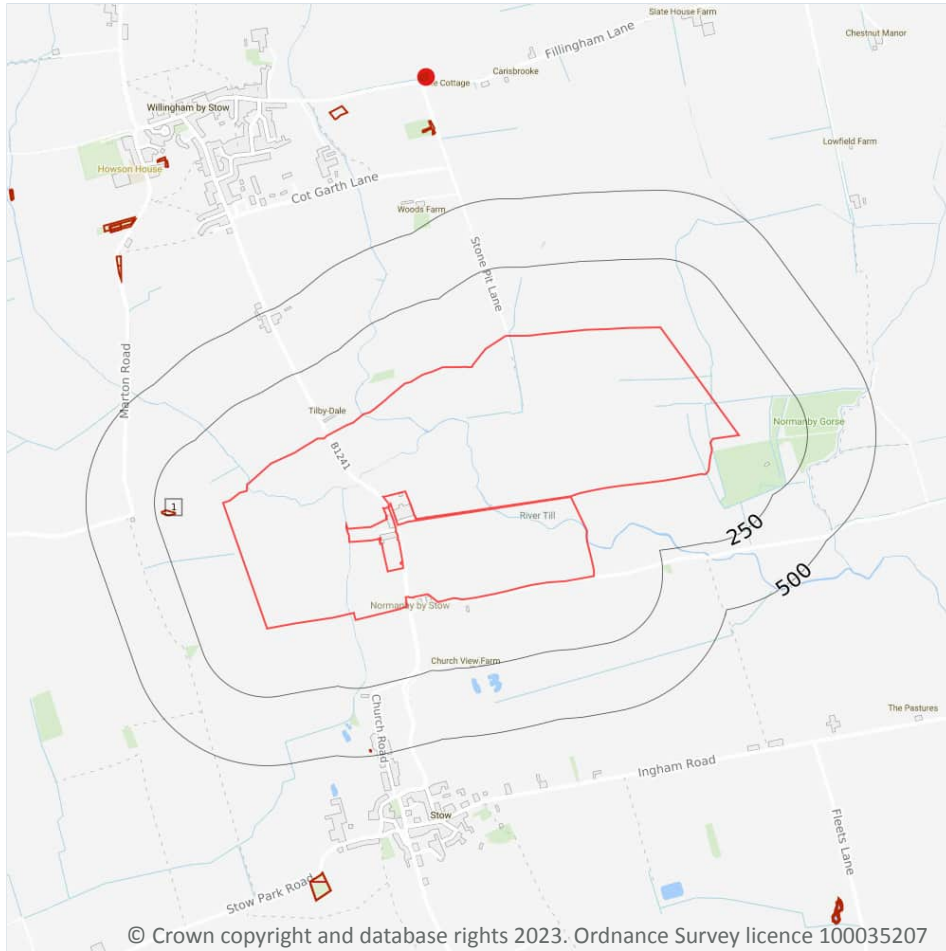 Slate House Farm
Fillingham Lane
Chestnut Manor
Carisbrooke
Cottage
Willingham by Stow
Lowfield Farm
Howson House
Cot Garth Lane
Woods Farm
Stone Pit Lane
Marton Road
Tilby Dale
Normanby Gorse
B1241
1
River Till
250
500
Normanby by Stow
Church View Farm
Church Road
The Pastures
Ingham Road
Stow
Fleets Lane
Stow Park Road
© Crown copyright and database rights 2023. Ordnance Survey licence 100035207